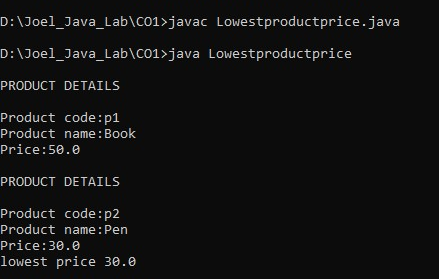 D:\Joel_Java_Lab\CO1>javac Lowestproductprice.java
D:\Joel_Java_Lab\CO1>java Lowestproductprice
PRODUCT DETAILS
Product code:p1
Product name:Book
Price:50.0
PRODUCT DETAILS
Product code:p2
Product name:Pen
Price:30.0
lowest price 30.0